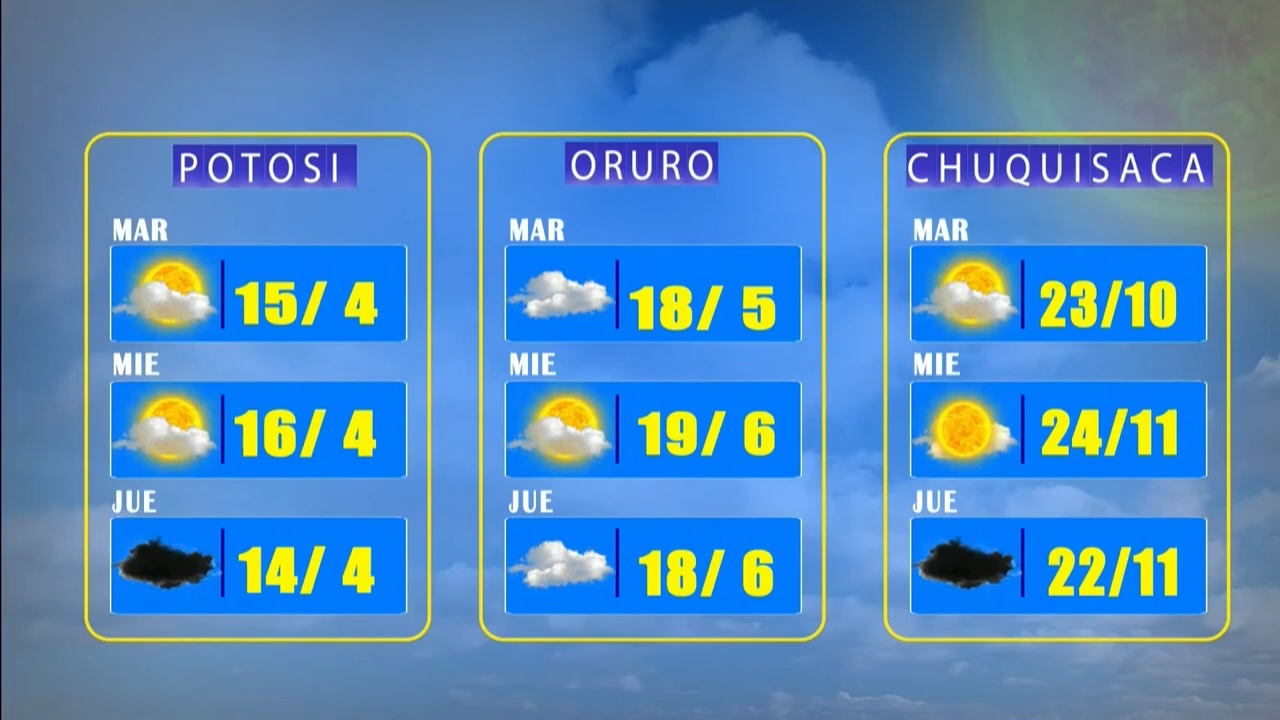 POTOSI
MAR
15/ 4
MIE
16/ 4
JUE
14/ 4
ORURO
MAR
18/ 5
MIE
19/ 6
JUE
18/ 6
CHUQUISACA
MAR
23/10
MIE
24/11
JUE
22/11